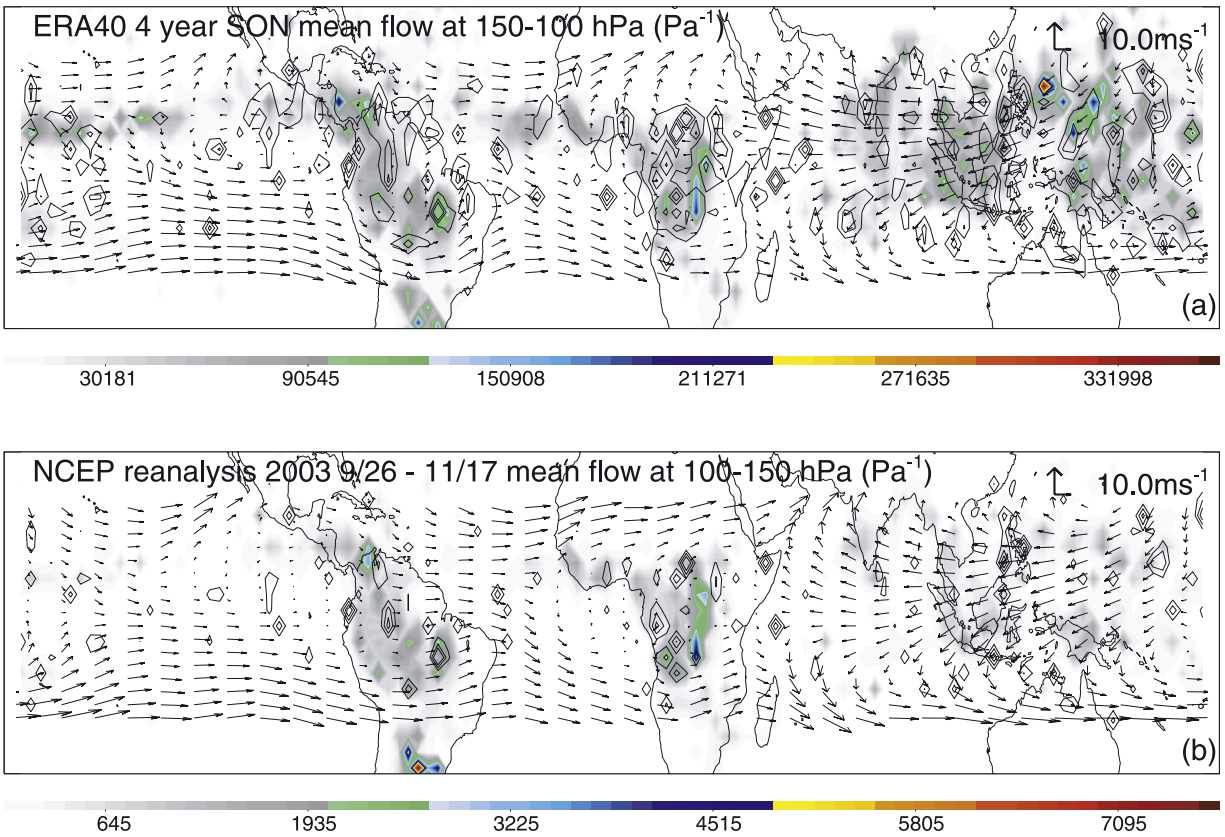 ERA40 4 year SON mean flow at 150-100 hPa (Pa⁻¹)
10.0ms⁻¹
(a)
30181 90545 150908 211271 271635 331998
NCEP reanalysis 2003 9/26 - 11/17 mean flow at 100-150 hPa (Pa⁻¹)
10.0ms⁻¹
(b)
645 1935 3225 4515 5805 7095